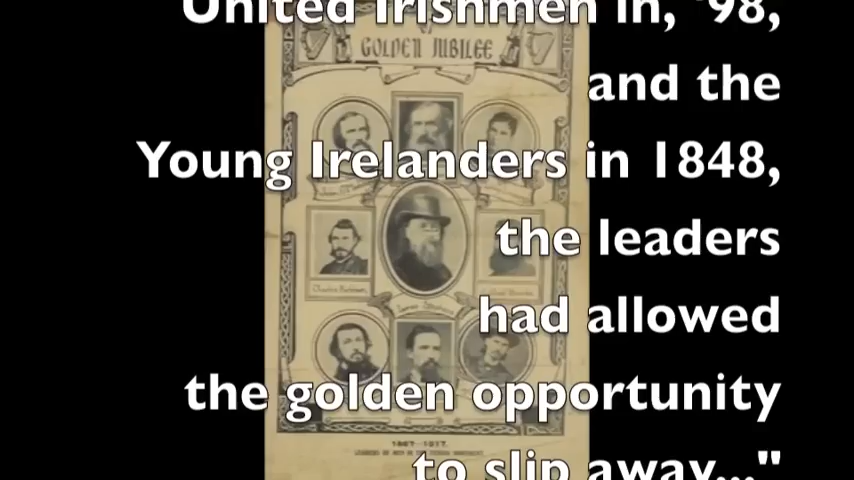 United Irishmen in, '98,
GOLDEN JUBILEE
and the
Young Irelanders in 1848,
the leaders
had allowed
the golden opportunity
1867-1917.
to slip away..."